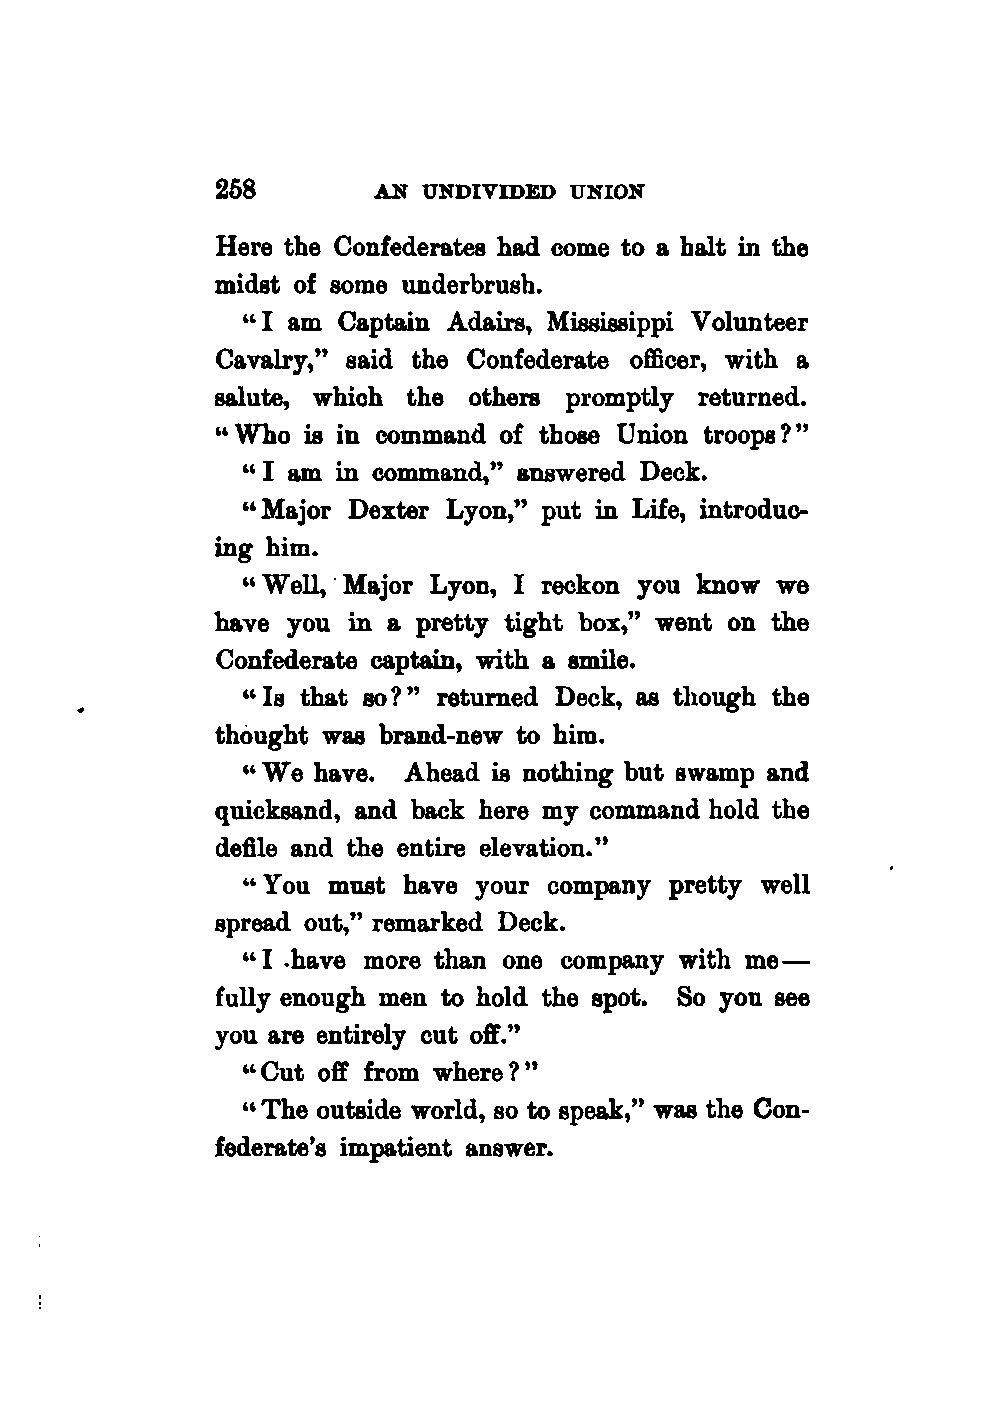 258 AN UNDIVIDED UNION
Here the Confederates had come to a halt in the
midst of some underbrush.
"I am Captain Adairs, Mississippi Volunteer
Cavalry," said the Confederate officer, with a
salute, which the others promptly returned.
"Who is in command of those Union troops?"
"I am in command," answered Deck.
"Major Dexter Lyon," put in Life, introduc-
ing him.
"Well, Major Lyon, I reckon you know we
have you in a pretty tight box," went on the
Confederate captain, with a smile.
"Is that so?" returned Deck, as though the
thought was brand-new to him.
"We have. Ahead is nothing but swamp and
quicksand, and back here my command hold the
defile and the entire elevation."
"You must have your company pretty well
spread out," remarked Deck.
"I have more than one company with me—
fully enough men to hold the spot. So you see
you are entirely cut off."
"Cut off from where?"
"The outside world, so to speak," was the Con-
federate's impatient answer.